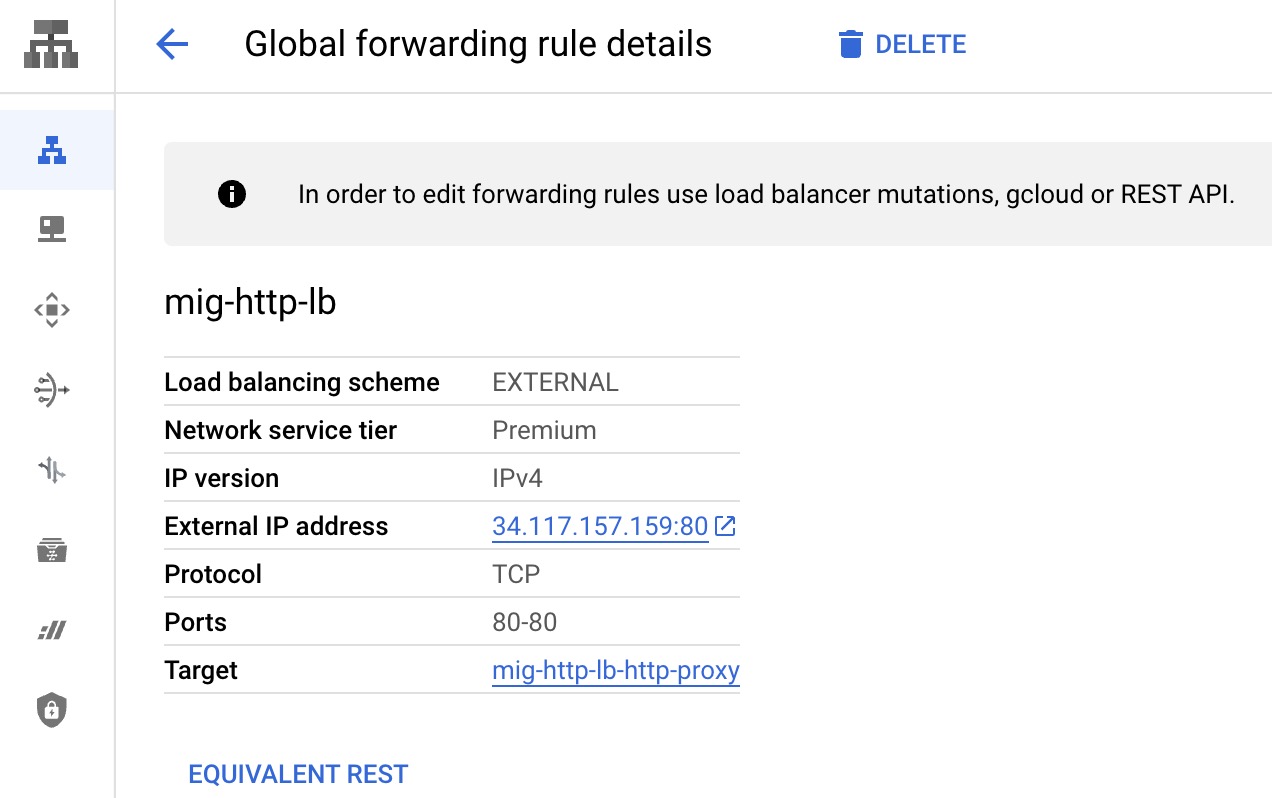 Global forwarding rule details
DELETE
In order to edit forwarding rules use load balancer mutations, gcloud or REST API.
mig-http-lb
Load balancing scheme EXTERNAL
Network service tier Premium
IP version IPv4
External IP address 34.117.157.159:80
Protocol TCP
Ports 80-80
Target mig-http-lb-http-proxy
EQUIVALENT REST